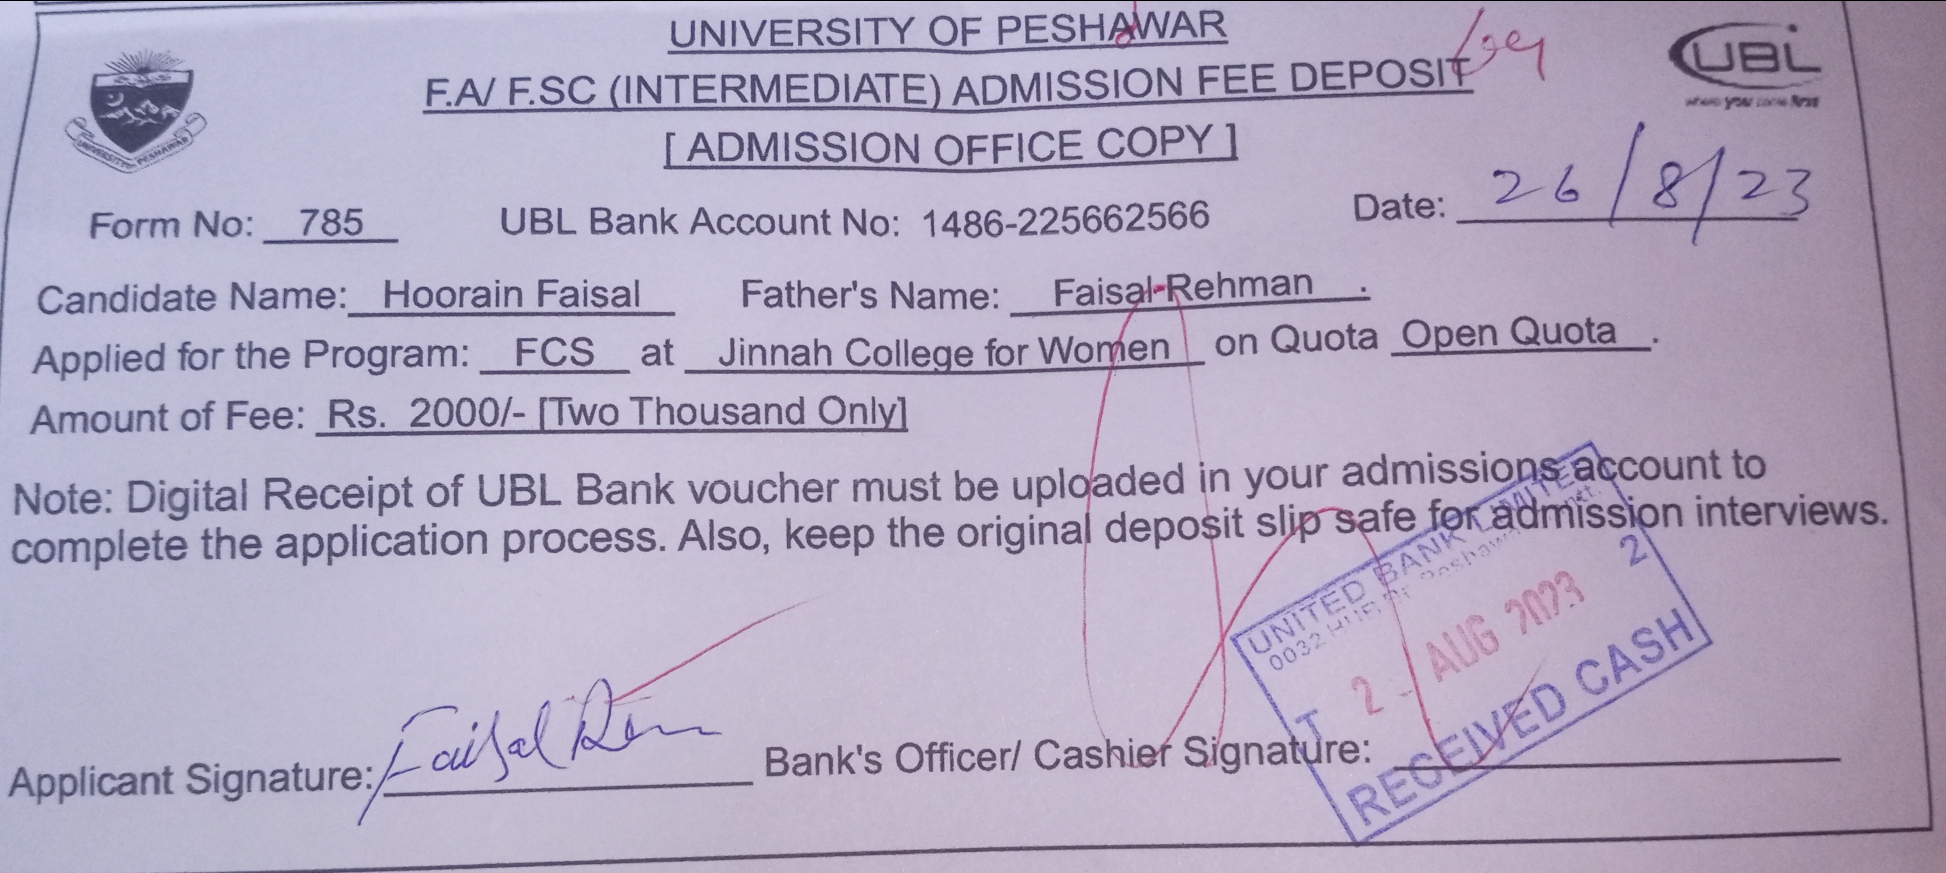 UNIVERSITY OF PESHAWAR
F.A/ F.SC (INTERMEDIATE) ADMISSION FEE DEPOSIT
[ ADMISSION OFFICE COPY ]
UBL
where you come first
UNIVERSITY PESHAWAR
Form No: 785 UBL Bank Account No: 1486-225662566 Date: 26/8/23
Candidate Name: Hoorain Faisal Father's Name: Faisal Rehman .
Applied for the Program: FCS at Jinnah College for Women on Quota Open Quota .
Amount of Fee: Rs. 2000/- [Two Thousand Only]
Note: Digital Receipt of UBL Bank voucher must be uploaded in your admissions account to
complete the application process. Also, keep the original deposit slip safe for admission interviews.
UNITED BANK LIMITED
0032
Peshawar
2
T 2 - AUG 2023
RECEIVED CASH
Applicant Signature: Faisal Bank's Officer/ Cashier Signature: